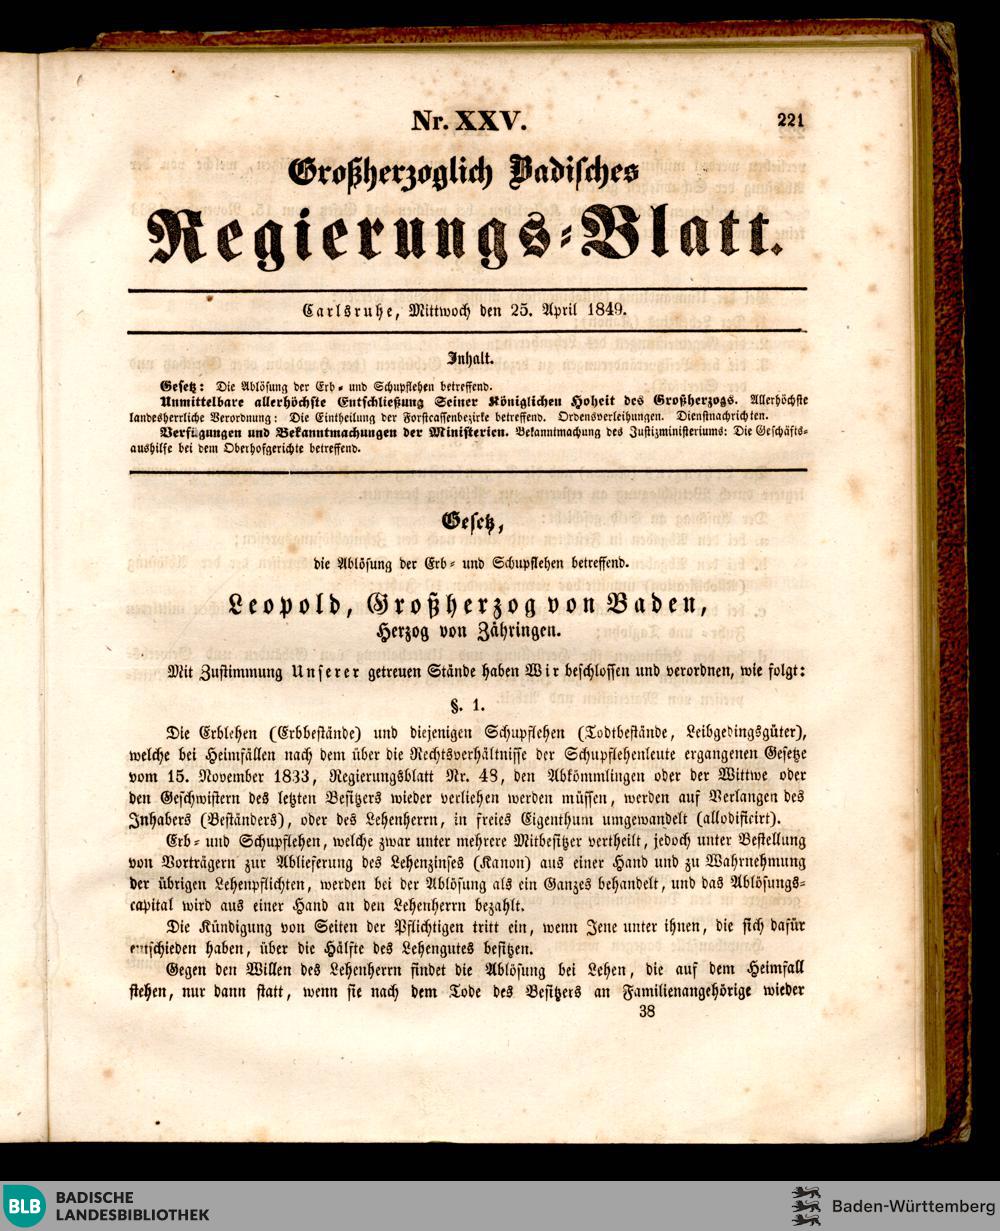 Nr. XXV.
221
Großherzoglich Badisches
Regierungs-Blatt.
Carlsruhe, Mittwoch den 25. April 1849.
Inhalt.
Gesetz: Die Ablösung der Erb- und Schupflehen betreffend.
Unmittelbare allerhöchste Entschließung Seiner Königlichen Hoheit des Großherzogs. Allerhöchste
landesherrliche Verordnung: Die Eintheilung der Forstcassenbezirke betreffend. Ordensverleihungen. Dienstnachrichten.
Verfügungen und Bekanntmachungen der Ministerien. Bekanntmachung des Justizministeriums: Die Geschäfts-
aushilfe bei dem Oberhofgerichte betreffend.
Gesetz,
die Ablösung der Erb- und Schupflehen betreffend.
Leopold, Großherzog von Baden,
Herzog von Zähringen.
Mit Zustimmung Unserer getreuen Stände haben Wir beschlossen und verordnen, wie folgt:
§. 1.
Die Erblehen (Erbbestände) und diejenigen Schupflehen (Todtbestände, Leibgedingsgüter),
welche bei Heimfällen nach dem über die Rechtsverhältnisse der Schupflehenleute ergangenen Gesetze
vom 15. November 1833, Regierungsblatt Nr. 48, den Abkömmlingen oder der Wittwe oder
den Geschwistern des letzten Besitzers wieder verliehen werden müssen, werden auf Verlangen des
Inhabers (Beständers), oder des Lehenherrn, in freies Eigenthum umgewandelt (allodificirt).
Erb- und Schupflehen, welche zwar unter mehrere Mitbesitzer vertheilt, jedoch unter Bestellung
von Vorträgern zur Ablieferung des Lehenzinses (Kanon) aus einer Hand und zu Wahrnehmung
der übrigen Lehenpflichten, werden bei der Ablösung als ein Ganzes behandelt, und das Ablösungs-
capital wird aus einer Hand an den Lehenherrn bezahlt.
Die Kündigung von Seiten der Pflichtigen tritt ein, wenn Jene unter ihnen, die sich dafür
entschieden haben, über die Hälfte des Lehengutes besitzen.
Gegen den Willen des Lehenherrn findet die Ablösung bei Lehen, die auf dem Heimfall
stehen, nur dann statt, wenn sie nach dem Tode des Besitzers an Familienangehörige wieder
38
BLB BADISCHE
LANDESBIBLIOTHEK
Baden-Württemberg